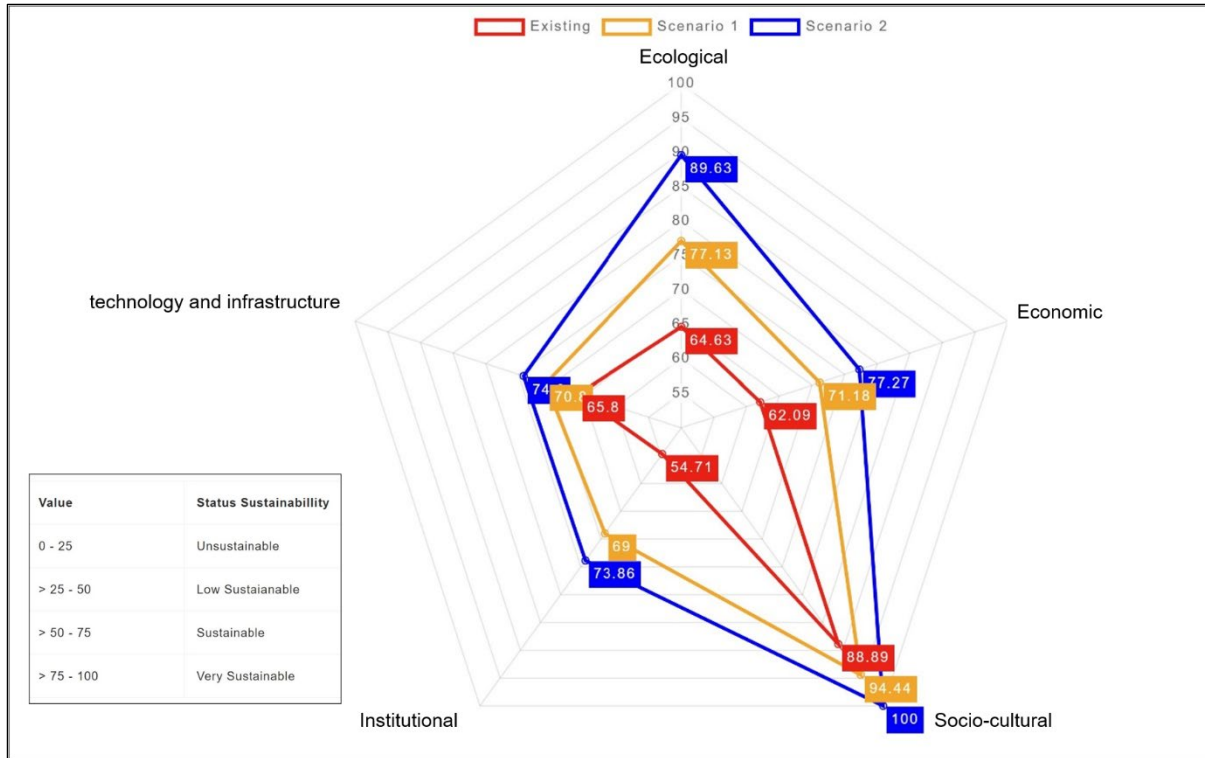 Existing Scenario 1 Scenario 2
Ecological
100
95
90
89.63
85
80
77.13
75
70
65
64.63
60
55
technology and infrastructure
Economic
77.27
71.18
62.09
70.8
65.8
54.71
69
73.86
88.89
94.44
100
Institutional
Socio-cultural
Value Status Sustainabillity
0 - 25 Unsustainable
> 25 - 50 Low Sustaianable
> 50 - 75 Sustainable
> 75 - 100 Very Sustainable